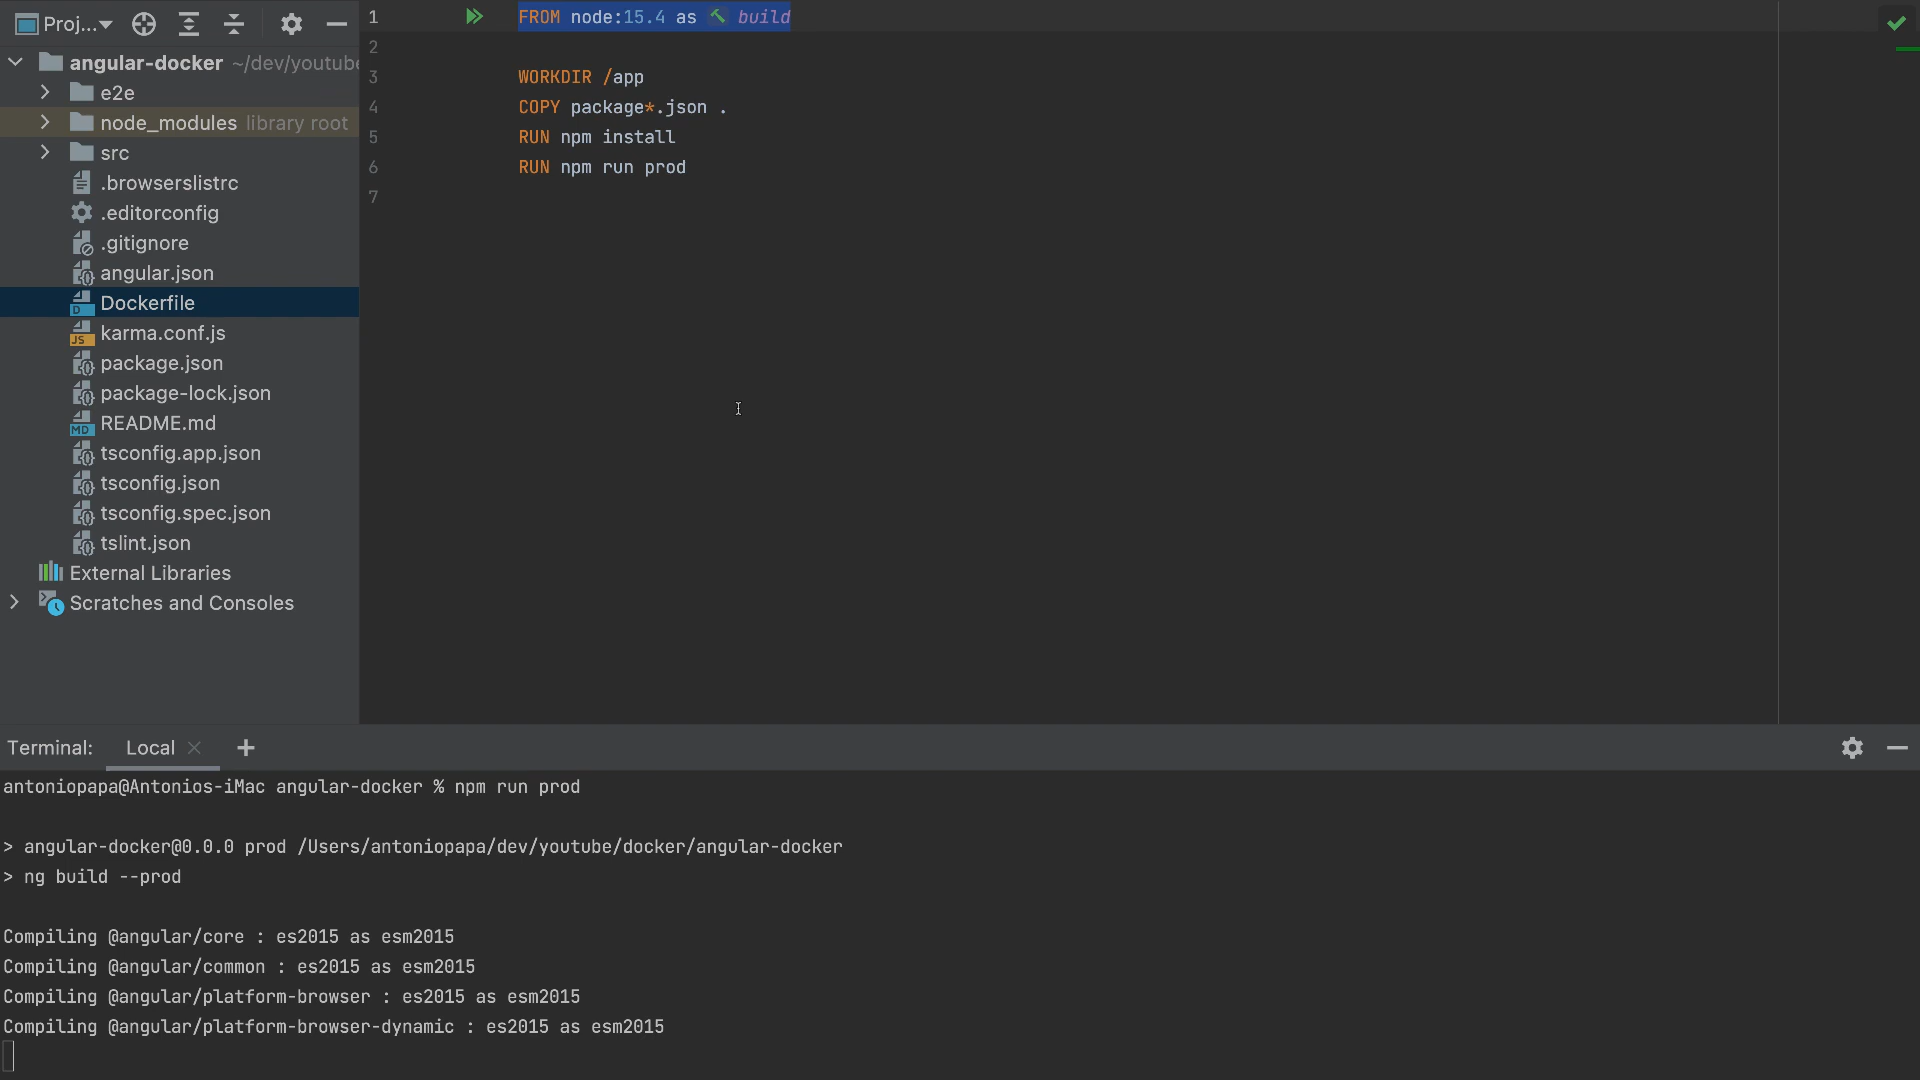 Proj...
angular-docker ~/dev/youtube
e2e
node_modules library root
src
.browserslistrc
.editorconfig
.gitignore
angular.json
Dockerfile
karma.conf.js
package.json
package-lock.json
README.md
tsconfig.app.json
tsconfig.json
tsconfig.spec.json
tslint.json
External Libraries
Scratches and Consoles
1 FROM node:15.4 as build
2
3 WORKDIR /app
4 COPY package*.json .
5 RUN npm install
6 RUN npm run prod
7
Terminal: Local
antoniopapa@Antonios-iMac angular-docker % npm run prod
> angular-docker@0.0.0 prod /Users/antoniopapa/dev/youtube/docker/angular-docker
> ng build --prod
Compiling @angular/core : es2015 as esm2015
Compiling @angular/common : es2015 as esm2015
Compiling @angular/platform-browser : es2015 as esm2015
Compiling @angular/platform-browser-dynamic : es2015 as esm2015